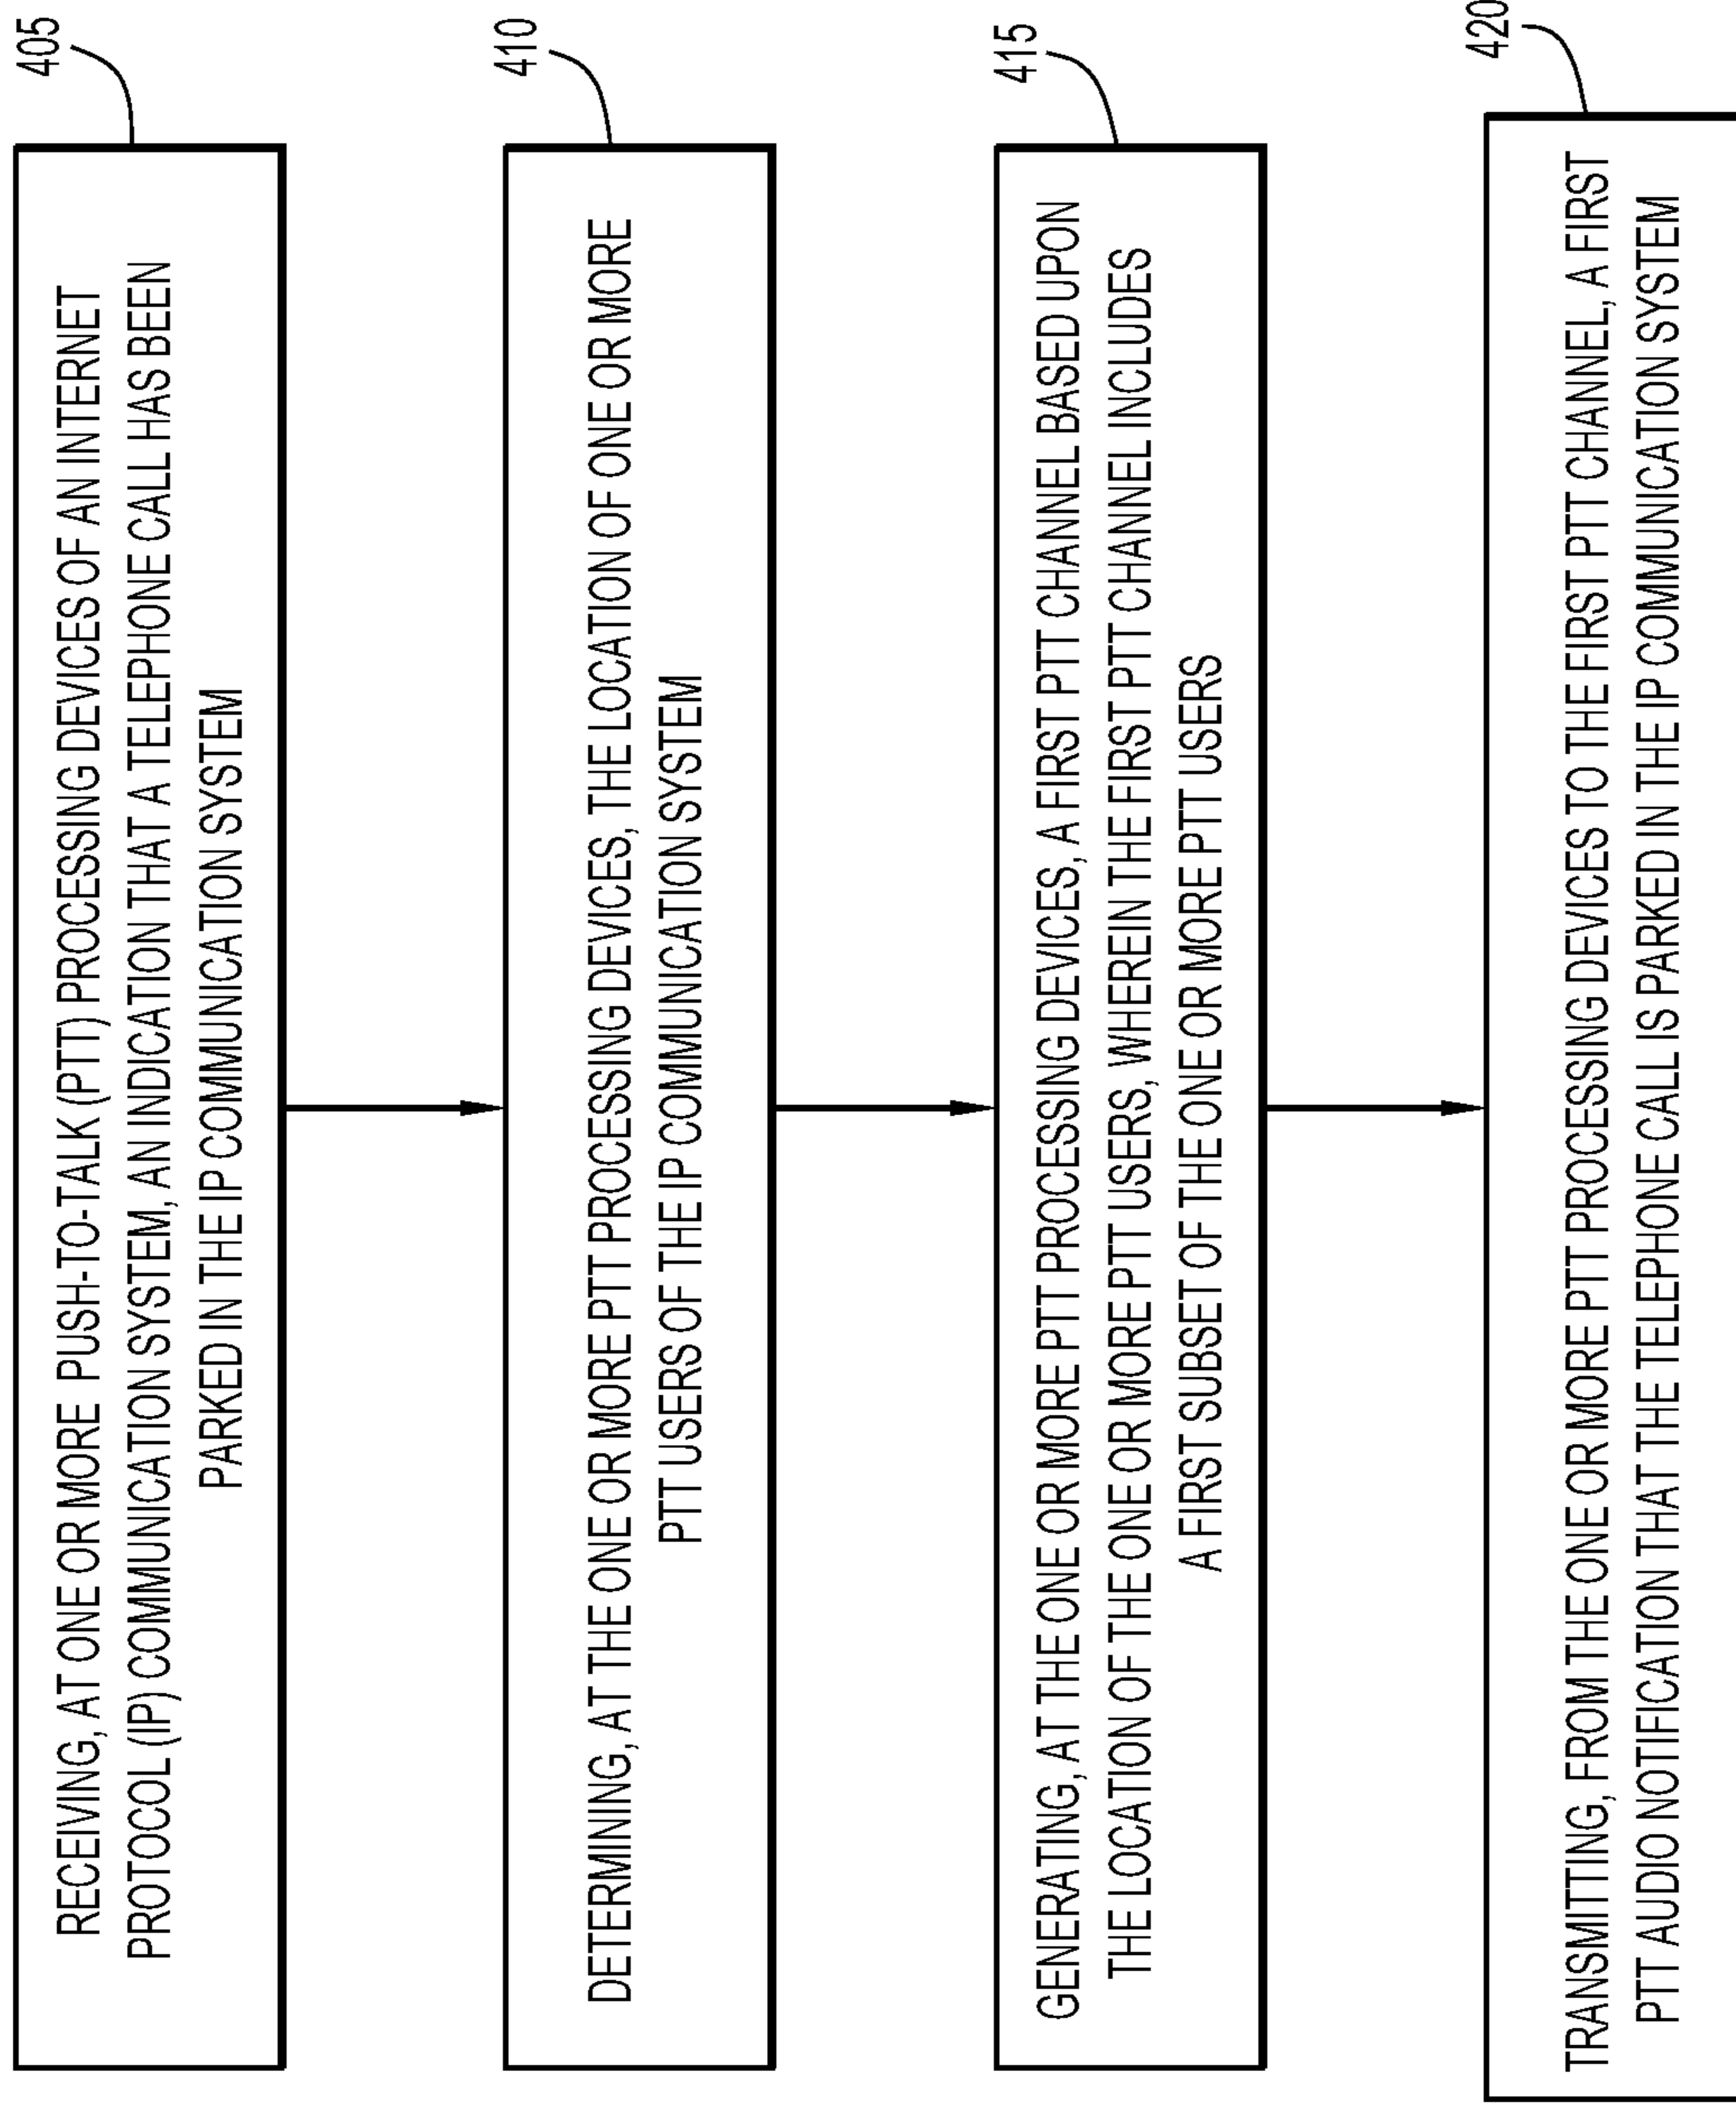 405
RECEIVING, AT ONE OR MORE PUSH-TO-TALK (PTT) PROCESSING DEVICES OF AN INTERNET
PROTOCOL (IP) COMMUNICATION SYSTEM, AN INDICATION THAT A TELEPHONE CALL HAS BEEN
PARKED IN THE IP COMMUNICATION SYSTEM
410
DETERMINING, AT THE ONE OR MORE PTT PROCESSING DEVICES, THE LOCATION OF ONE OR MORE
PTT USERS OF THE IP COMMUNICATION SYSTEM
415
GENERATING, AT THE ONE OR MORE PTT PROCESSING DEVICES, A FIRST PTT CHANNEL BASED UPON
THE LOCATION OF THE ONE OR MORE PTT USERS, WHEREIN THE FIRST PTT CHANNEL INCLUDES
A FIRST SUBSET OF THE ONE OR MORE PTT USERS
420
TRANSMITTING, FROM THE ONE OR MORE PTT PROCESSING DEVICES TO THE FIRST PTT CHANNEL, A FIRST
PTT AUDIO NOTIFICATION THAT THE TELEPHONE CALL IS PARKED IN THE IP COMMUNICATION SYSTEM